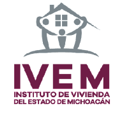 IVEM
INSTITUTO DE VIVIENDA
DEL ESTADO DE MICHOACÁN